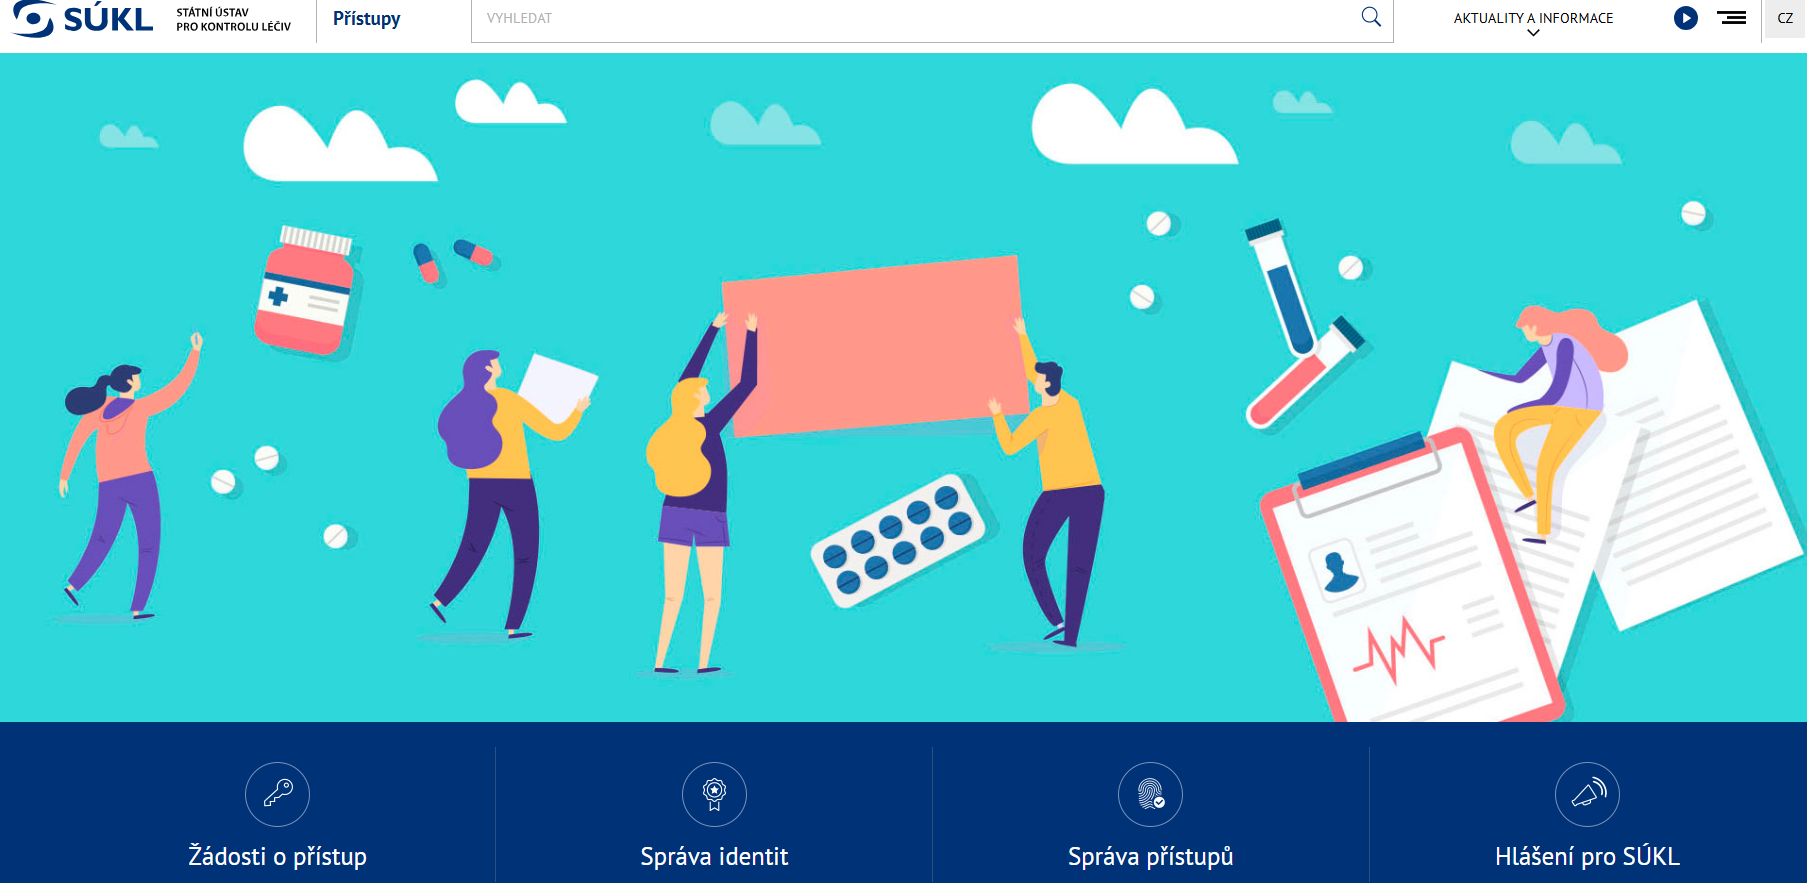 SÚKL
STÁTNÍ ÚSTAV
PRO KONTROLU LÉČIV
Přístupy
VYHLEDAT
AKTUALITY A INFORMACE
CZ
Žádosti o přístup
Správa identit
Správa přístupů
Hlášení pro SÚKL